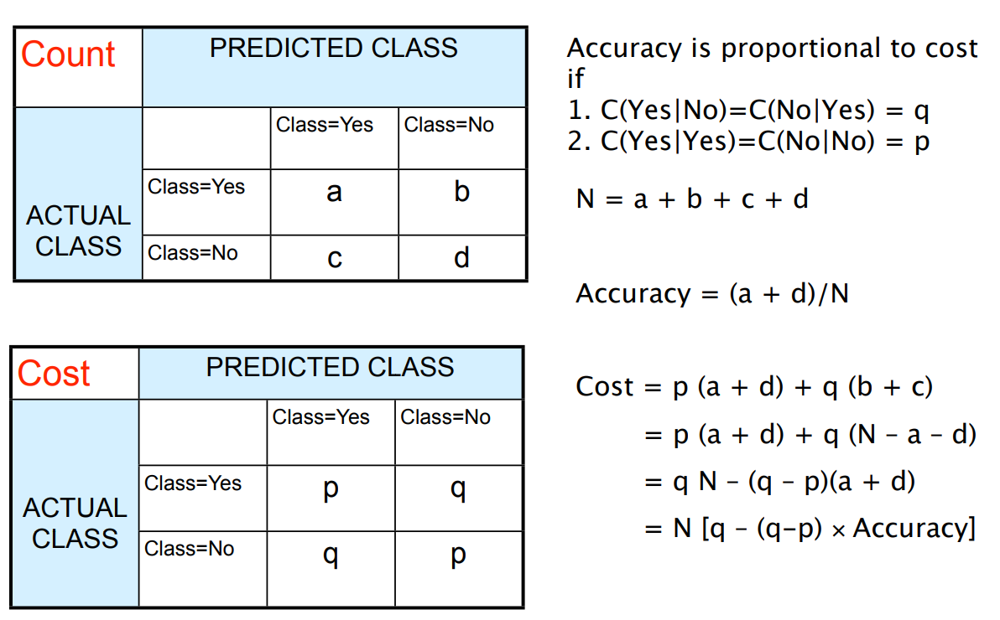 Count
PREDICTED CLASS
Class=Yes
Class=No
ACTUAL
CLASS
Class=Yes
a
b
Class=No
c
d
Cost
PREDICTED CLASS
Class=Yes
Class=No
ACTUAL
CLASS
Class=Yes
p
q
Class=No
q
p
Accuracy is proportional to cost
if
1. C(Yes|No)=C(No|Yes) = q
2. C(Yes|Yes)=C(No|No) = p
N = a + b + c + d
Accuracy = (a + d)/N
Cost = p (a + d) + q (b + c)
= p (a + d) + q (N – a – d)
= q N – (q – p)(a + d)
= N [q – (q-p) × Accuracy]